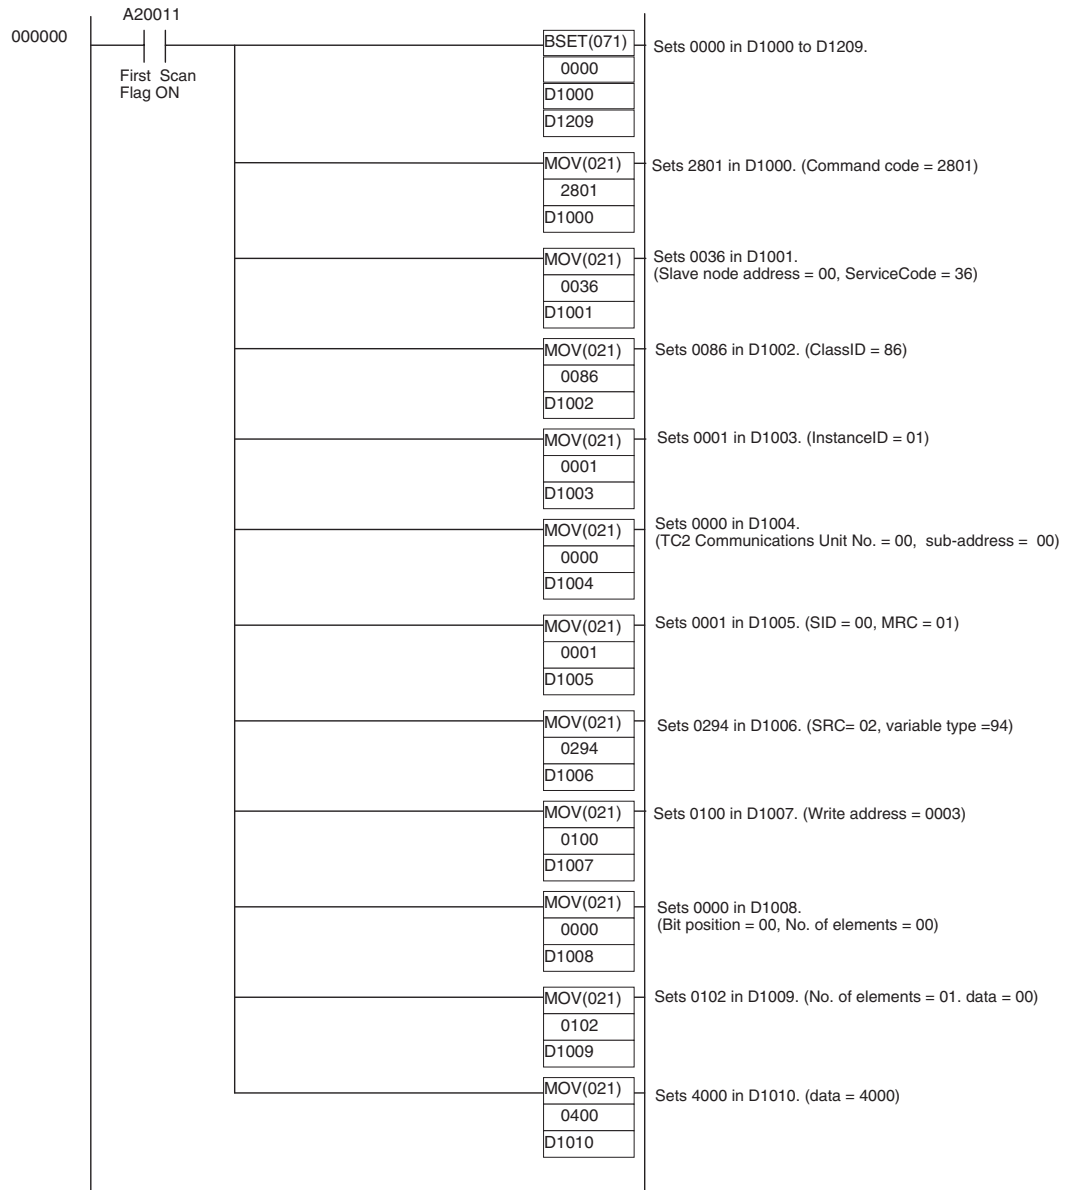 A20011
000000
First Scan
Flag ON
BSET(071)
0000
D1000
D1209
Sets 0000 in D1000 to D1209.
MOV(021)
2801
D1000
Sets 2801 in D1000. (Command code = 2801)
MOV(021)
0036
D1001
Sets 0036 in D1001.
(Slave node address = 00, ServiceCode = 36)
MOV(021)
0086
D1002
Sets 0086 in D1002. (ClassID = 86)
MOV(021)
0001
D1003
Sets 0001 in D1003. (InstanceID = 01)
MOV(021)
0000
D1004
Sets 0000 in D1004.
(TC2 Communications Unit No. = 00, sub-address = 00)
MOV(021)
0001
D1005
Sets 0001 in D1005. (SID = 00, MRC = 01)
MOV(021)
0294
D1006
Sets 0294 in D1006. (SRC= 02, variable type =94)
MOV(021)
0100
D1007
Sets 0100 in D1007. (Write address = 0003)
MOV(021)
0000
D1008
Sets 0000 in D1008.
(Bit position = 00, No. of elements = 00)
MOV(021)
0102
D1009
Sets 0102 in D1009. (No. of elements = 01. data = 00)
MOV(021)
0400
D1010
Sets 4000 in D1010. (data = 4000)